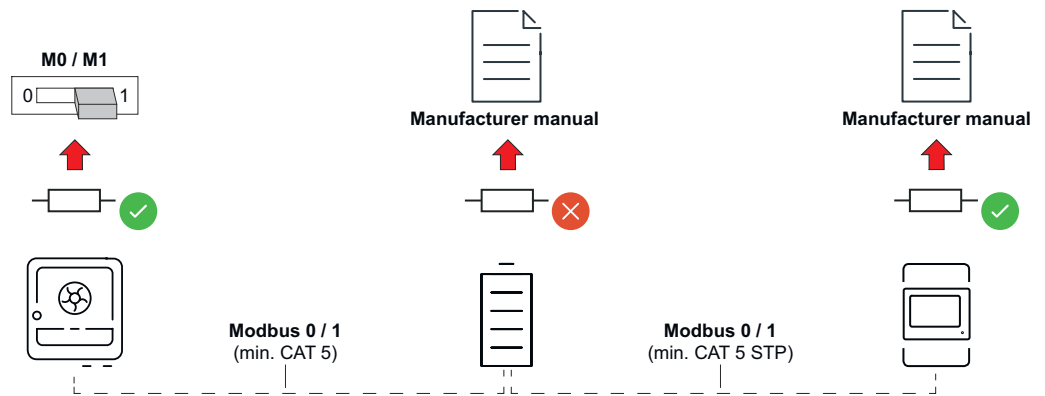 M0 / M1
0 1
Manufacturer manual
Manufacturer manual
Modbus 0 / 1
(min. CAT 5)
Modbus 0 / 1
(min. CAT 5 STP)